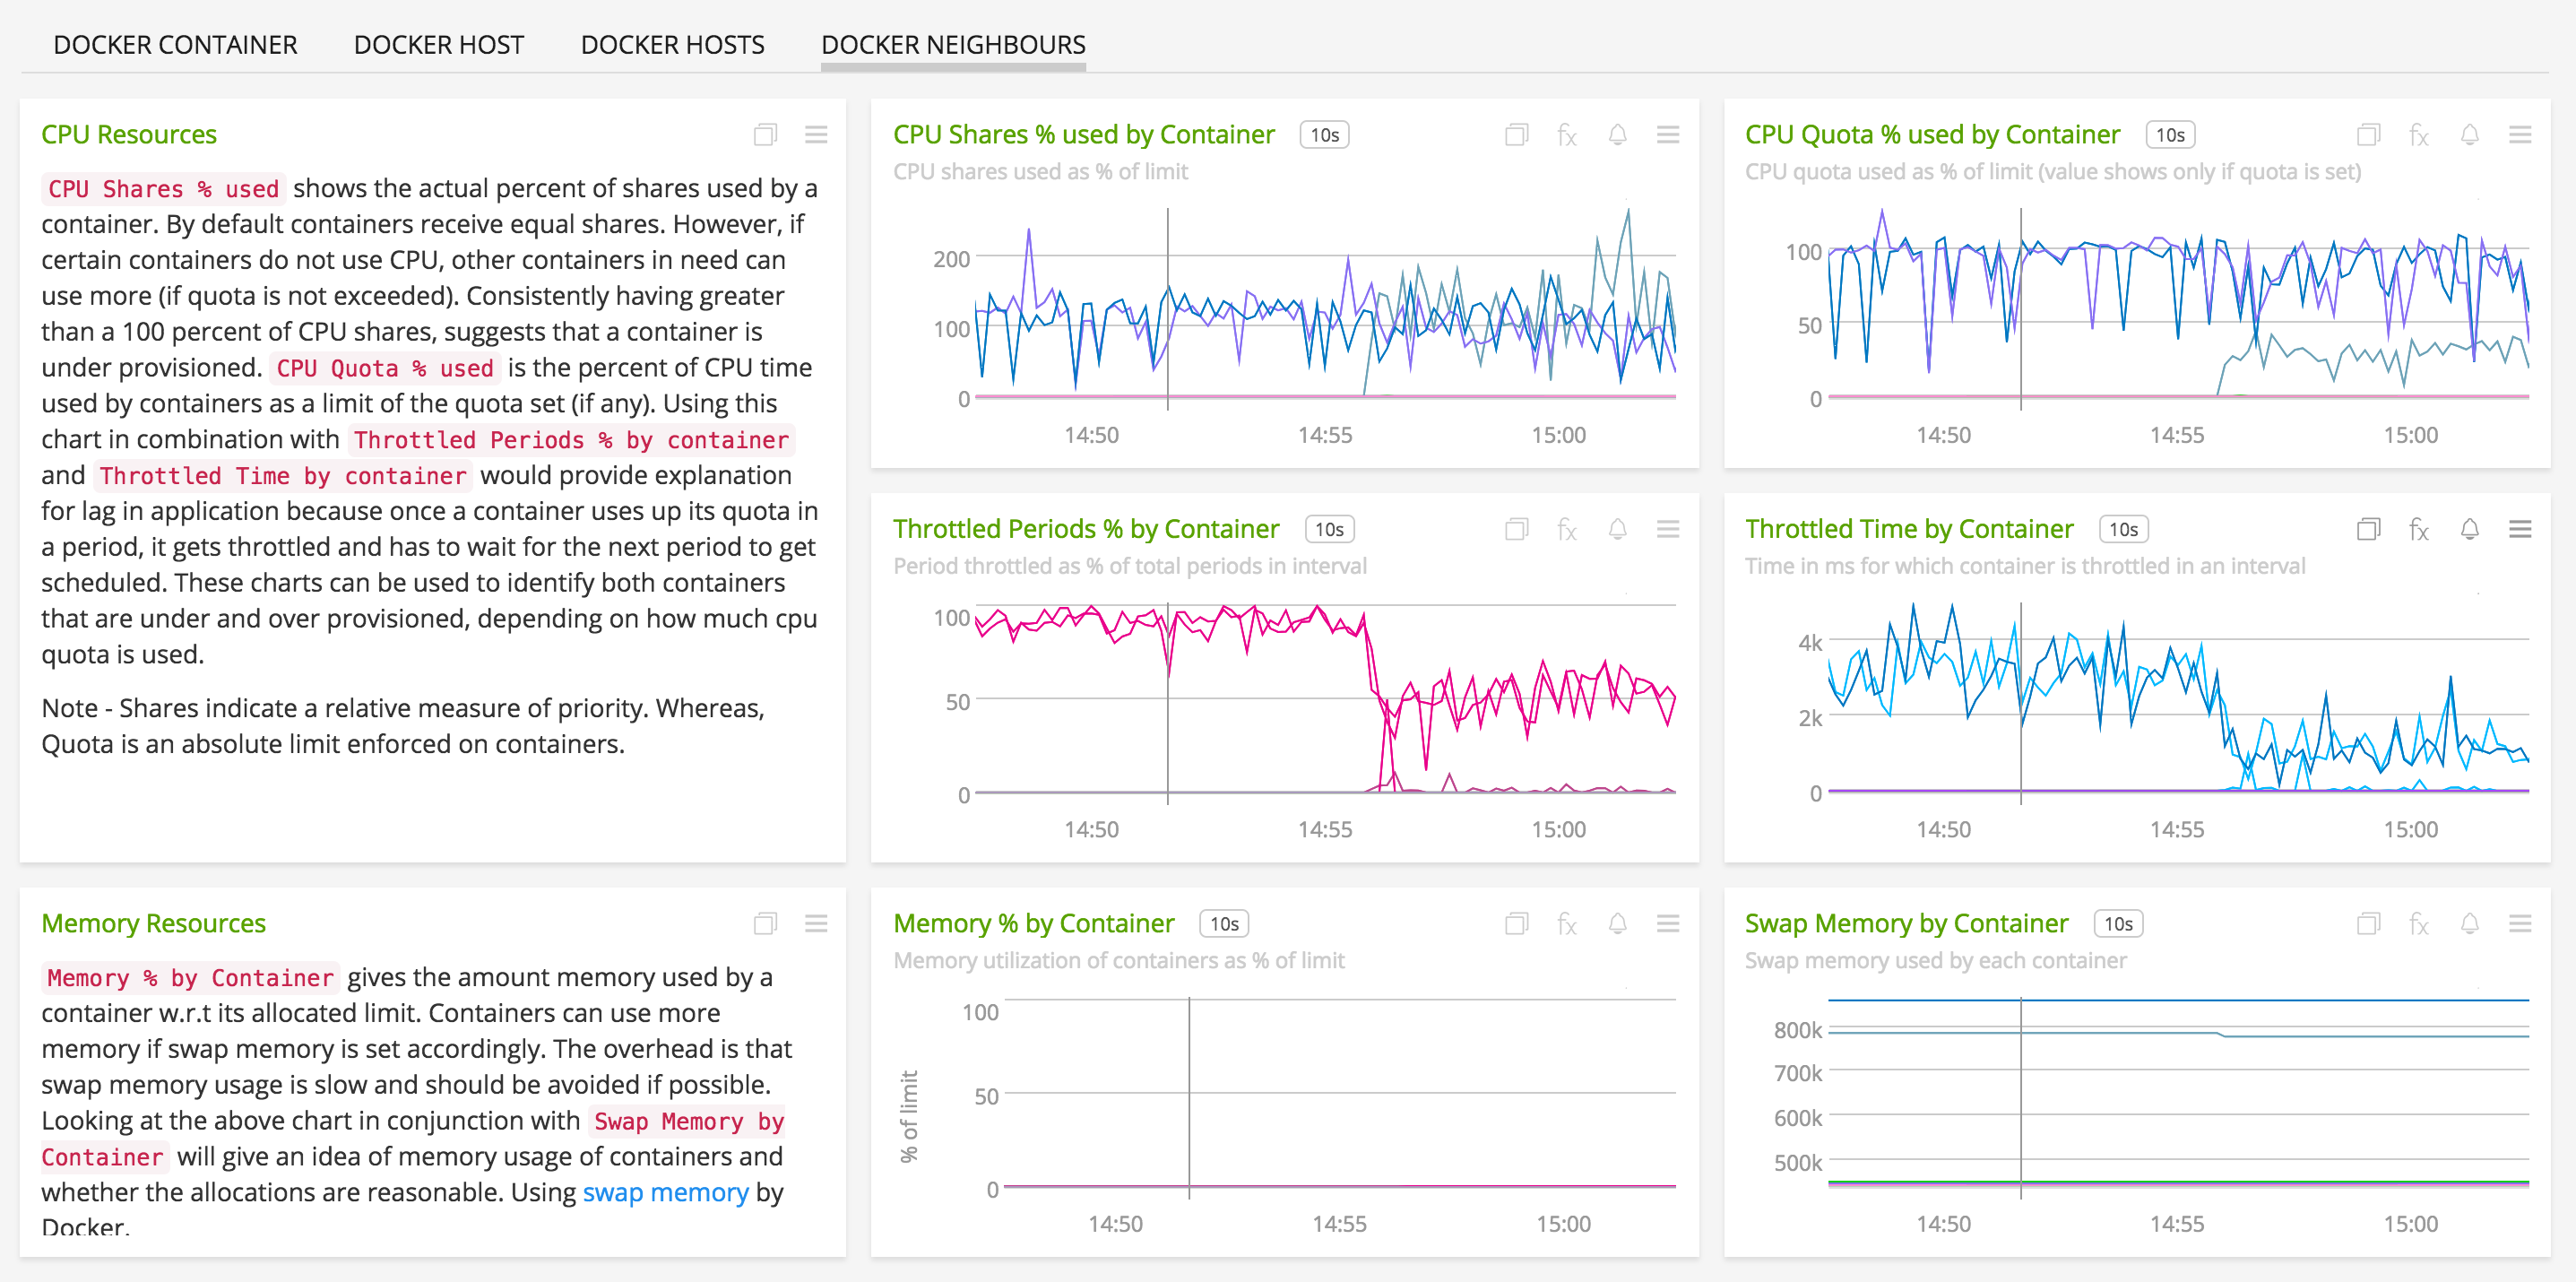 DOCKER CONTAINER DOCKER HOST DOCKER HOSTS DOCKER NEIGHBOURS
CPU Resources
CPU Shares % used shows the actual percent of shares used by a
container. By default containers receive equal shares. However, if
certain containers do not use CPU, other containers in need can
use more (if quota is not exceeded). Consistently having greater
than a 100 percent of CPU shares, suggests that a container is
under provisioned. CPU Quota % used is the percent of CPU time
used by containers as a limit of the quota set (if any). Using this
chart in combination with Throttled Periods % by container
and Throttled Time by container would provide explanation
for lag in application because once a container uses up its quota in
a period, it gets throttled and has to wait for the next period to get
scheduled. These charts can be used to identify both containers
that are under and over provisioned, depending on how much cpu
quota is used.
Note - Shares indicate a relative measure of priority. Whereas,
Quota is an absolute limit enforced on containers.
CPU Shares % used by Container 10s fx
CPU shares used as % of limit
200
100
0
14:50 14:55 15:00
CPU Quota % used by Container 10s fx
CPU quota used as % of limit (value shows only if quota is set)
100
50
0
14:50 14:55 15:00
Throttled Periods % by Container 10s fx
Period throttled as % of total periods in interval
100
50
0
14:50 14:55 15:00
Throttled Time by Container 10s fx
Time in ms for which container is throttled in an interval
4k
2k
0
14:50 14:55 15:00
Memory Resources
Memory % by Container gives the amount memory used by a
container w.r.t its allocated limit. Containers can use more
memory if swap memory is set accordingly. The overhead is that
swap memory usage is slow and should be avoided if possible.
Looking at the above chart in conjunction with Swap Memory by
Container will give an idea of memory usage of containers and
whether the allocations are reasonable. Using swap memory by
Docker.
Memory % by Container 10s fx
Memory utilization of containers as % of limit
% of limit
100
50
0
14:50 14:55 15:00
Swap Memory by Container 10s fx
Swap memory used by each container
800k
700k
600k
500k
14:50 14:55 15:00